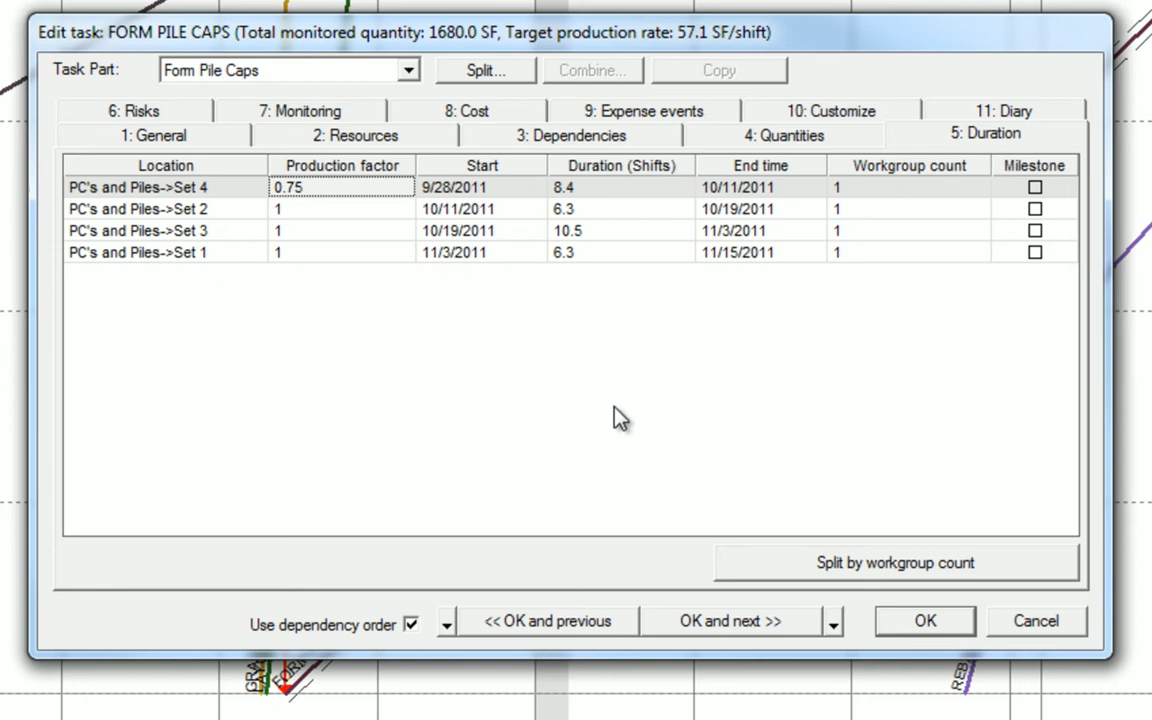 Edit task: FORM PILE CAPS (Total monitored quantity: 1680.0 SF, Target production rate: 57.1 SF/shift)
Task Part: Form Pile Caps Split... Combine... Copy
6: Risks 7: Monitoring 8: Cost 9: Expense events 10: Customize 11: Diary
1: General 2: Resources 3: Dependencies 4: Quantities 5: Duration
Location Production factor Start Duration (Shifts) End time Workgroup count Milestone
PC's and Piles->Set 4 0.75 9/28/2011 8.4 10/11/2011 1
PC's and Piles->Set 2 1 10/11/2011 6.3 10/19/2011 1
PC's and Piles->Set 3 1 10/19/2011 10.5 11/3/2011 1
PC's and Piles->Set 1 1 11/3/2011 6.3 11/15/2011 1
Split by workgroup count
Use dependency order << OK and previous OK and next >> OK Cancel